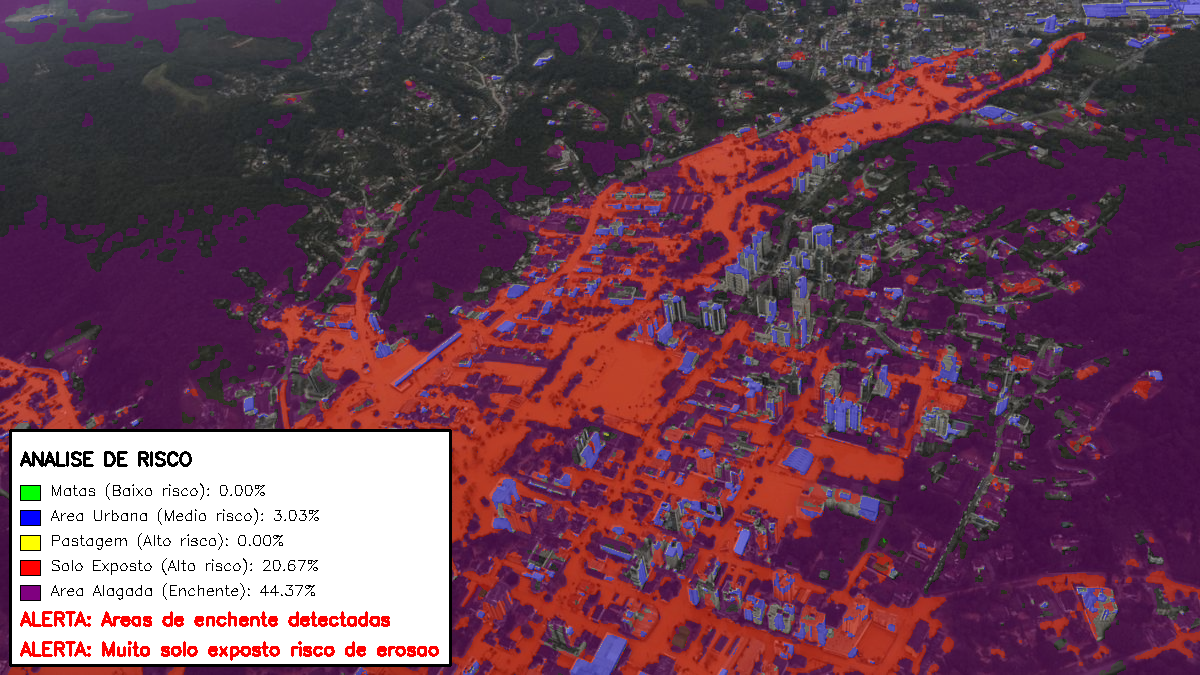 ANALISE DE RISCO
Matas (Baixo risco): 0.00%
Area Urbana (Medio risco): 3.03%
Pastagem (Alto risco): 0.00%
Solo Exposto (Alto risco): 20.67%
Area Alagada (Enchente): 44.37%
ALERTA: Areas de enchente detectadas
ALERTA: Muito solo exposto risco de erosao